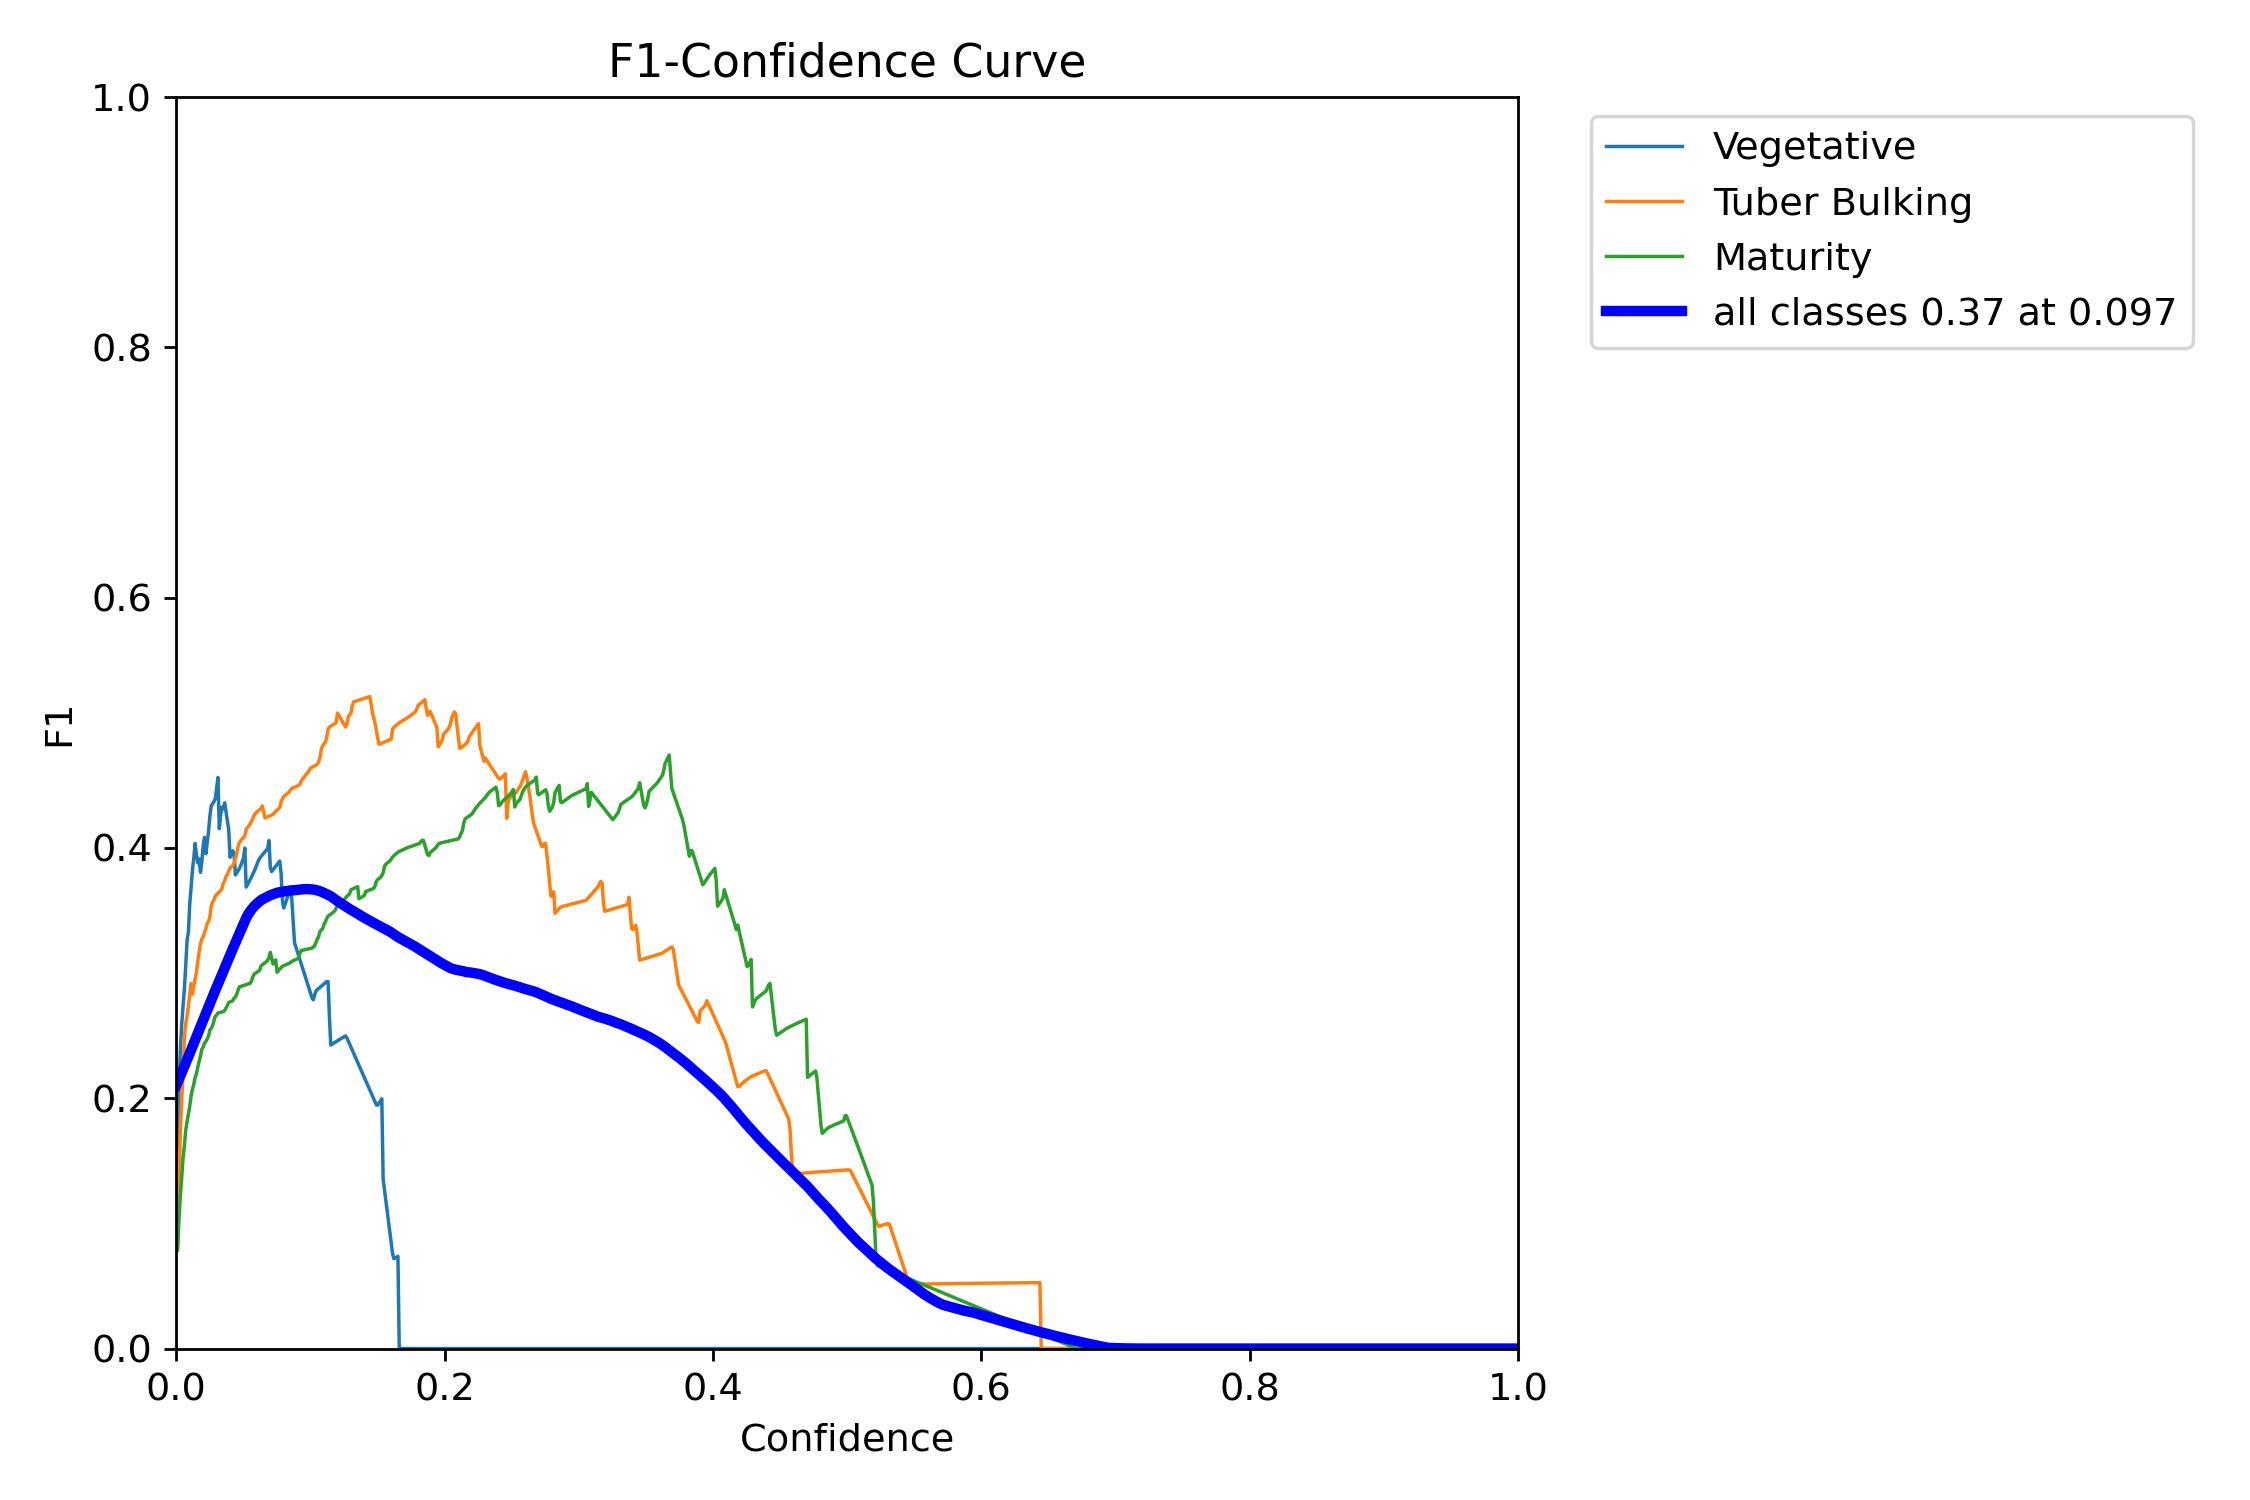 F1-Confidence Curve
1.0
0.8
0.6
0.4
0.2
0.0
F1
0.0 0.2 0.4 0.6 0.8 1.0
Confidence
Vegetative
Tuber Bulking
Maturity
all classes 0.37 at 0.097